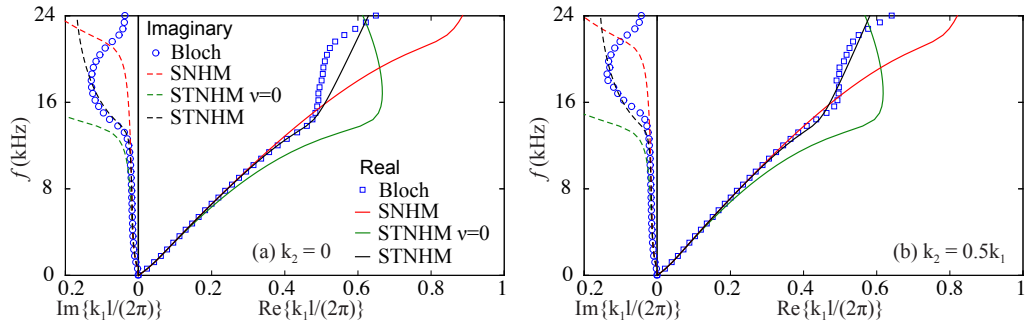 24
16
8
0
f (kHz)
Imaginary
Bloch
SNHM
STNHM ν=0
STNHM
Real
Bloch
SNHM
STNHM ν=0
STNHM
(a) k₂ = 0
0.2 0 0.2 0.4 0.6 0.8 1
Im{k₁l/(2π)} Re{k₁l/(2π)}
24
16
8
0
f (kHz)
(b) k₂ = 0.5k₁
0.2 0 0.2 0.4 0.6 0.8 1
Im{k₁l/(2π)} Re{k₁l/(2π)}